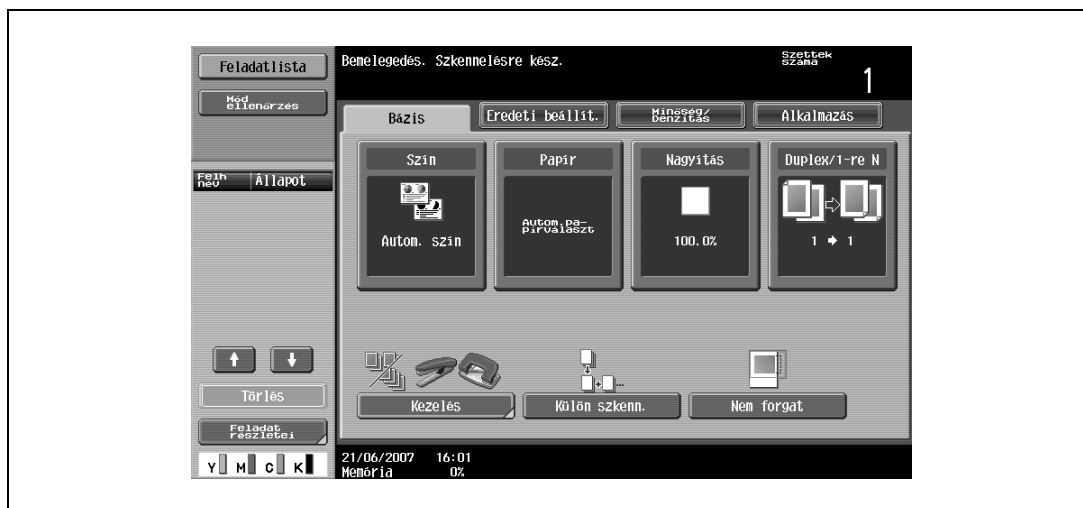 Feladatlista
Mód
ellenőrzés
Felh
név
Állapot
Törlés
Feladat
részletei
Y M C K
Bemelegedés. Szkennelésre kész.
Szettek
száma
1
Bázis
Eredeti beállít.
Minőség/
Denzitás
Alkalmazás
Szín
Autom. szín
Papír
Autom.pa-
pírválaszt
Nagyítás
100.0%
Duplex/1-re N
1 ➧ 1
Kezelés
Külön szkenn.
Nem forgat
21/06/2007 16:01
Memória 0%